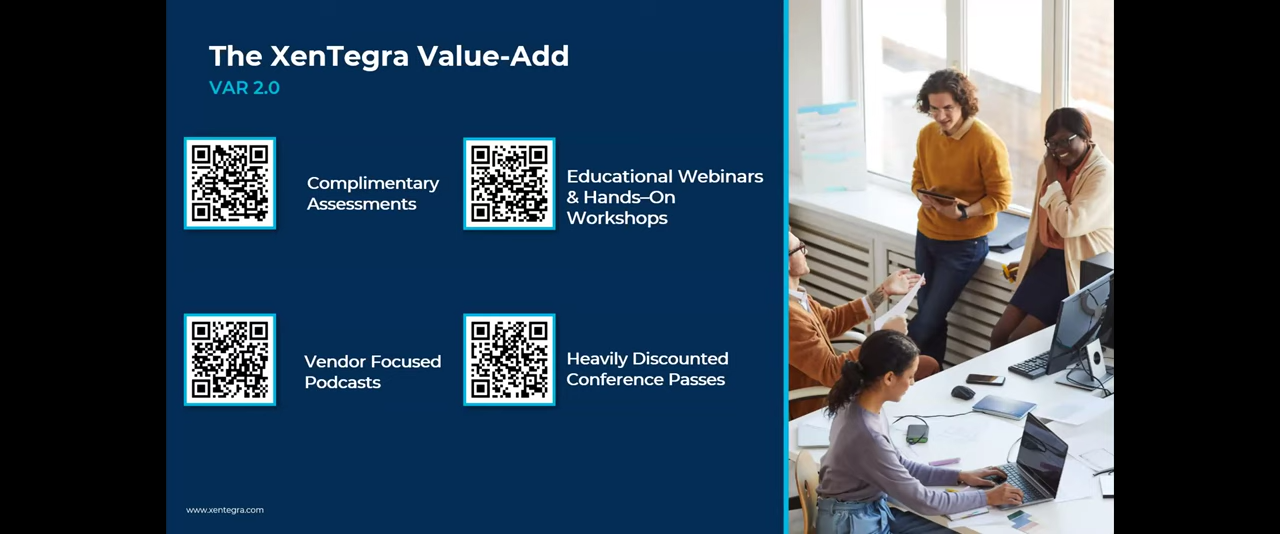 The XenTegra Value-Add
VAR 2.0
Complimentary
Assessments
Educational Webinars
& Hands–On
Workshops
Vendor Focused
Podcasts
Heavily Discounted
Conference Passes
www.xentegra.com